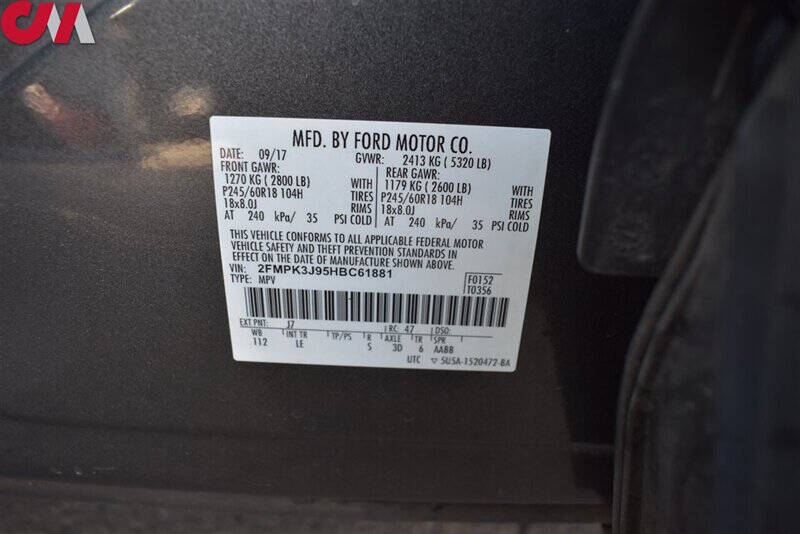 CM
MFD. BY FORD MOTOR CO.
DATE: 09/17 GVWR: 2413 KG ( 5320 LB)
FRONT GAWR: REAR GAWR:
1270 KG ( 2800 LB) WITH 1179 KG ( 2600 LB) WITH
P245/60R18 104H TIRES P245/60R18 104H TIRES
18x8.0J RIMS 18x8.0J RIMS
AT 240 kPa/ 35 PSI COLD AT 240 kPa/ 35 PSI COLD
THIS VEHICLE CONFORMS TO ALL APPLICABLE FEDERAL MOTOR
VEHICLE SAFETY AND THEFT PREVENTION STANDARDS IN
EFFECT ON THE DATE OF MANUFACTURE SHOWN ABOVE.
VIN: 2FMPK3J95HBC61881 F0152
TYPE: MPV T0356
EXT PNT: J7 RC: 47 DSO:
WB INT TR TP/PS R AXLE TR SPR
112 LE S 3D 6 AABB
UTC ▽ 5U5A-1520472-BA